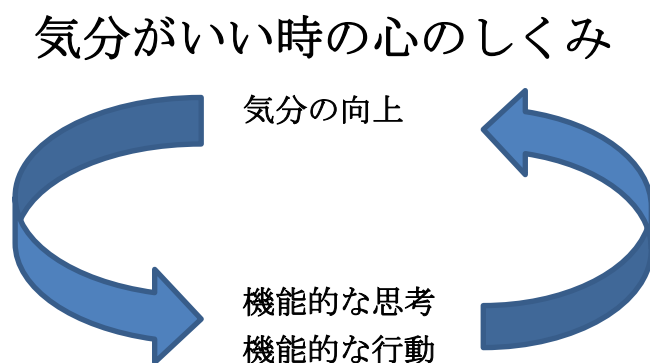 気分がいい時の心のしくみ
気分の向上
機能的な思考
機能的な行動